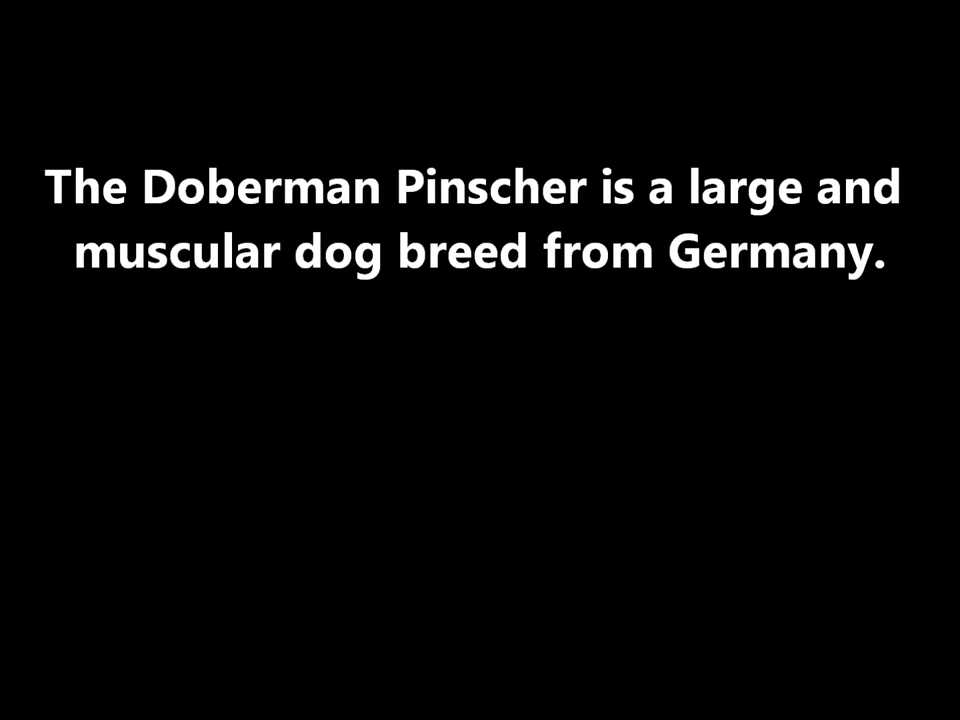 The Doberman Pinscher is a large and
muscular dog breed from Germany.